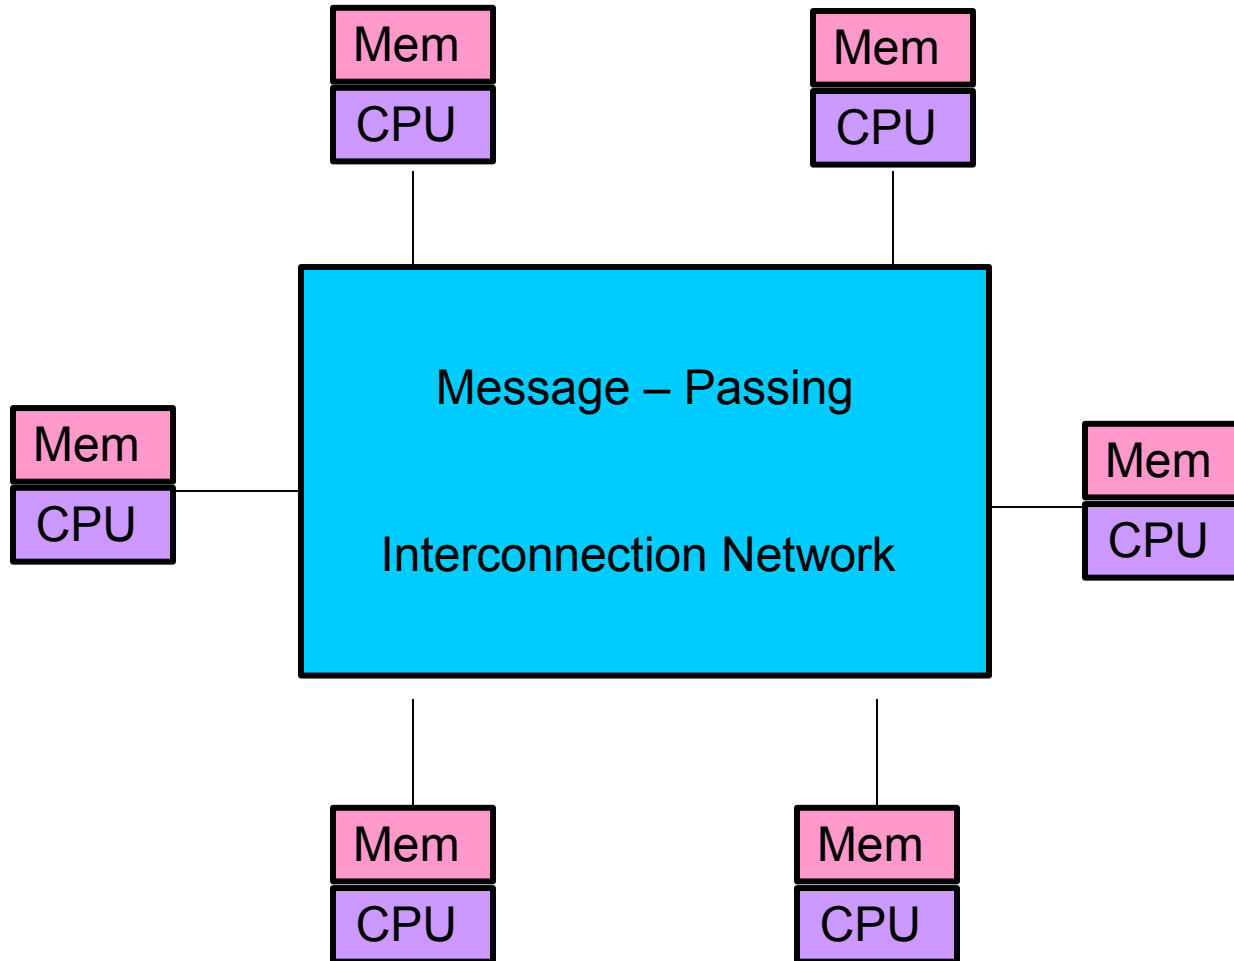 Mem
CPU
Mem
CPU
Message – Passing
Interconnection Network
Mem
CPU
Mem
CPU
Mem
CPU
Mem
CPU